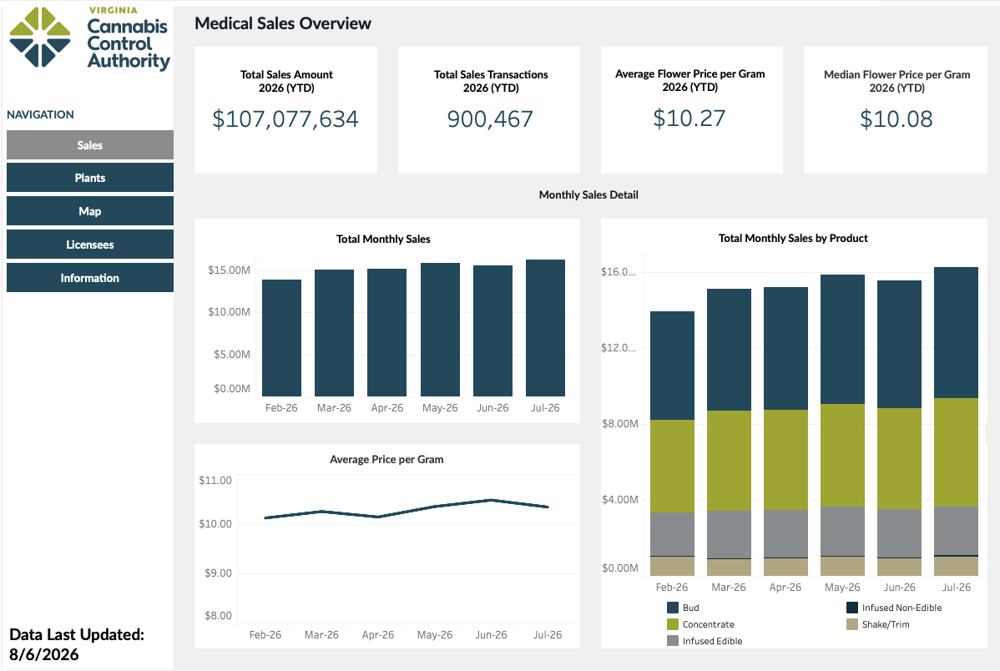 VIRGINIA
Cannabis
Control
Authority
NAVIGATION
Sales
Plants
Map
Licensees
Information
Data Last Updated:
8/6/2026
Medical Sales Overview
Total Sales Amount
2026 (YTD)
$107,077,634
Total Sales Transactions
2026 (YTD)
900,467
Average Flower Price per Gram
2026 (YTD)
$10.27
Median Flower Price per Gram
2026 (YTD)
$10.08
Monthly Sales Detail
Total Monthly Sales
$15.00M
$10.00M
$5.00M
$0.00M
Feb-26 Mar-26 Apr-26 May-26 Jun-26 Jul-26
Average Price per Gram
$11.00
$10.00
$9.00
$8.00
Feb-26 Mar-26 Apr-26 May-26 Jun-26 Jul-26
Total Monthly Sales by Product
$16.0...
$12.0...
$8.00M
$4.00M
$0.00M
Feb-26 Mar-26 Apr-26 May-26 Jun-26 Jul-26
Bud Infused Non-Edible
Concentrate Shake/Trim
Infused Edible